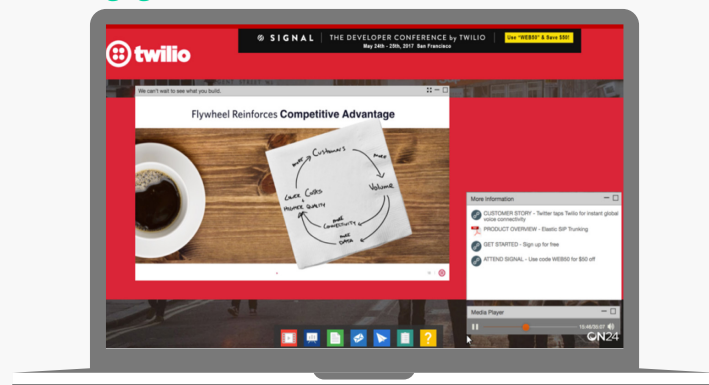 SIGNAL THE DEVELOPER CONFERENCE by TWILIO
May 24th - 25th, 2017 San Francisco
Use "WEB50" & Save $50!
twilio
We can't wait to see what you build.
Flywheel Reinforces Competitive Advantage
more Customers more
Volume
more
CONNECTIVITY
more
DATA
LOWER COSTS
+
HIGHER QUALITY
More Information
CUSTOMER STORY - Twitter taps Twilio for instant global
voice connectivity
PRODUCT OVERVIEW - Elastic SIP Trunking
GET STARTED - Sign up for free
ATTEND SIGNAL - Use code WEB50 for $50 off
Media Player
ON24